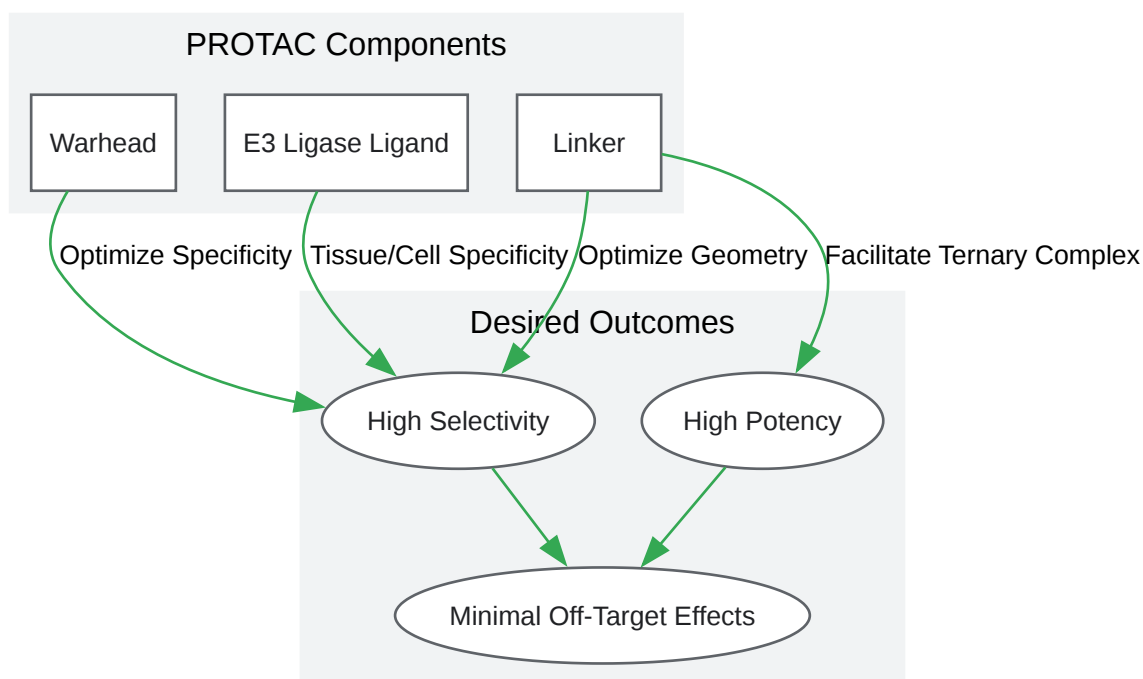 PROTAC Components
Warhead
E3 Ligase Ligand
Linker
Optimize Specificity
Tissue/Cell Specificity
Optimize Geometry
Facilitate Ternary Complex
Desired Outcomes
High Selectivity
High Potency
Minimal Off-Target Effects